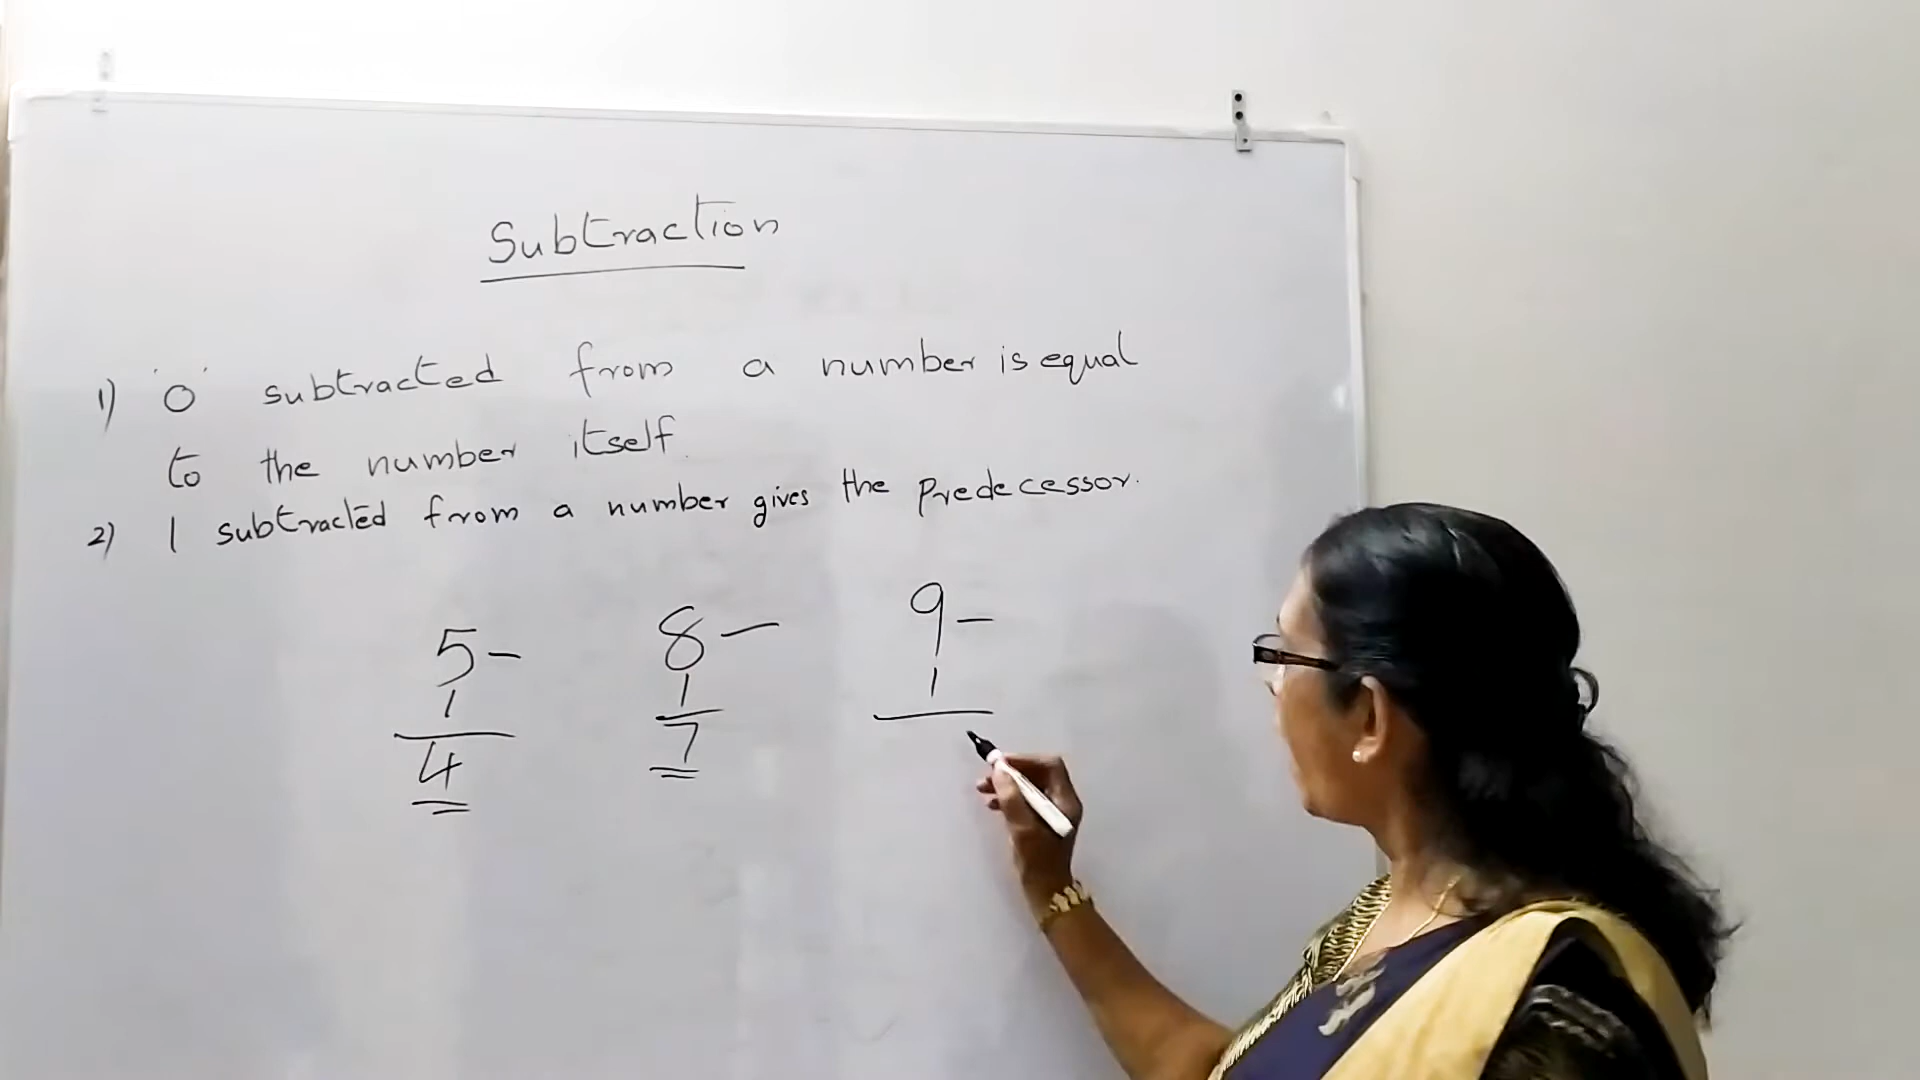 Subtraction
1) 'O' subtracted from a number is equal
to the number itself.
2) 1 subtracted from a number gives the Predecessor.
5 - 8 - 9 -
1 1 1
4 7